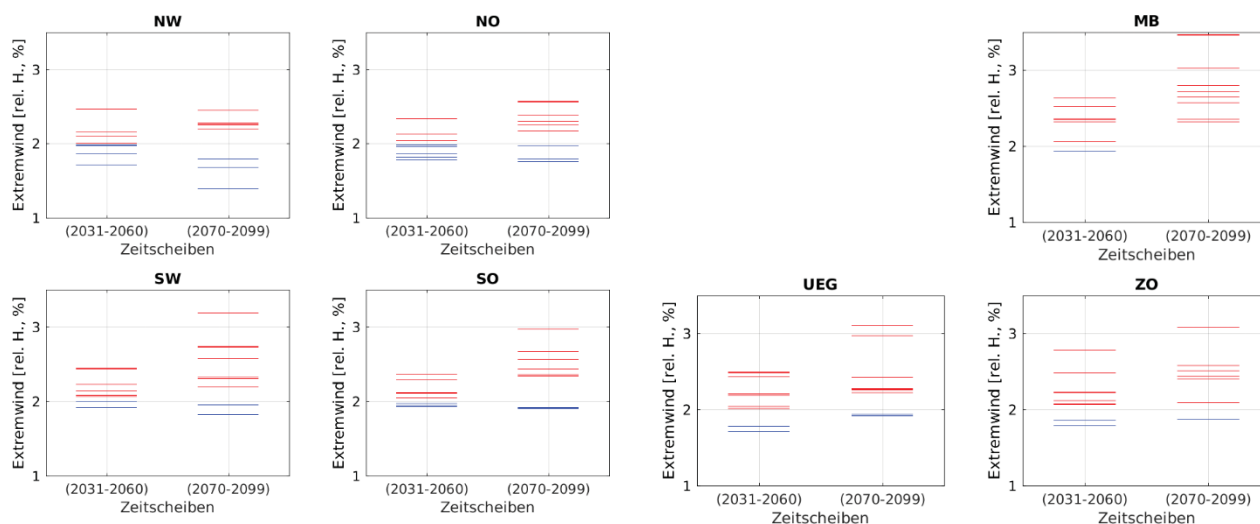 NW
Extremwind [rel. H., %]
3
2
1
(2031-2060) (2070-2099)
Zeitscheiben
NO
Extremwind [rel. H., %]
3
2
1
(2031-2060) (2070-2099)
Zeitscheiben
MB
Extremwind [rel. H., %]
3
2
1
(2031-2060) (2070-2099)
Zeitscheiben
SW
Extremwind [rel. H., %]
3
2
1
(2031-2060) (2070-2099)
Zeitscheiben
SO
Extremwind [rel. H., %]
3
2
1
(2031-2060) (2070-2099)
Zeitscheiben
UEG
Extremwind [rel. H., %]
3
2
1
(2031-2060) (2070-2099)
Zeitscheiben
ZO
Extremwind [rel. H., %]
3
2
1
(2031-2060) (2070-2099)
Zeitscheiben